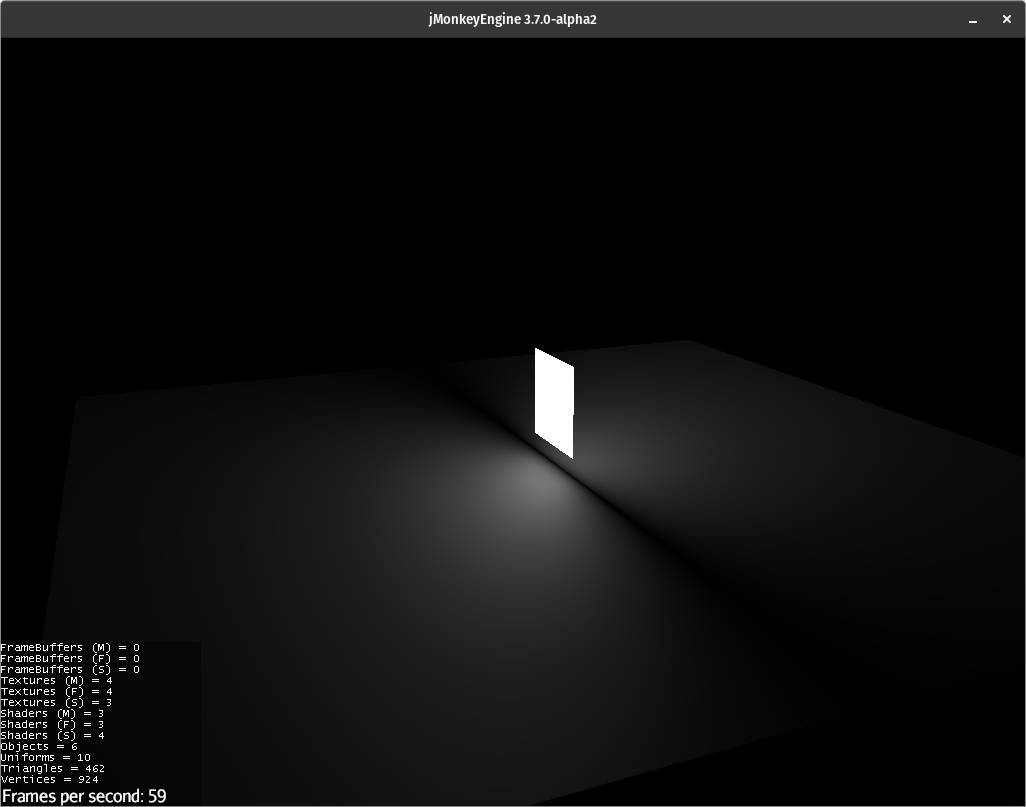 jMonkeyEngine 3.7.0-alpha2
FrameBuffers (M) = 0
FrameBuffers (F) = 0
FrameBuffers (S) = 0
Textures (M) = 4
Textures (F) = 4
Textures (S) = 3
Shaders (M) = 3
Shaders (F) = 3
Shaders (S) = 4
Objects = 6
Uniforms = 10
Triangles = 462
Vertices = 924
Frames per second: 59